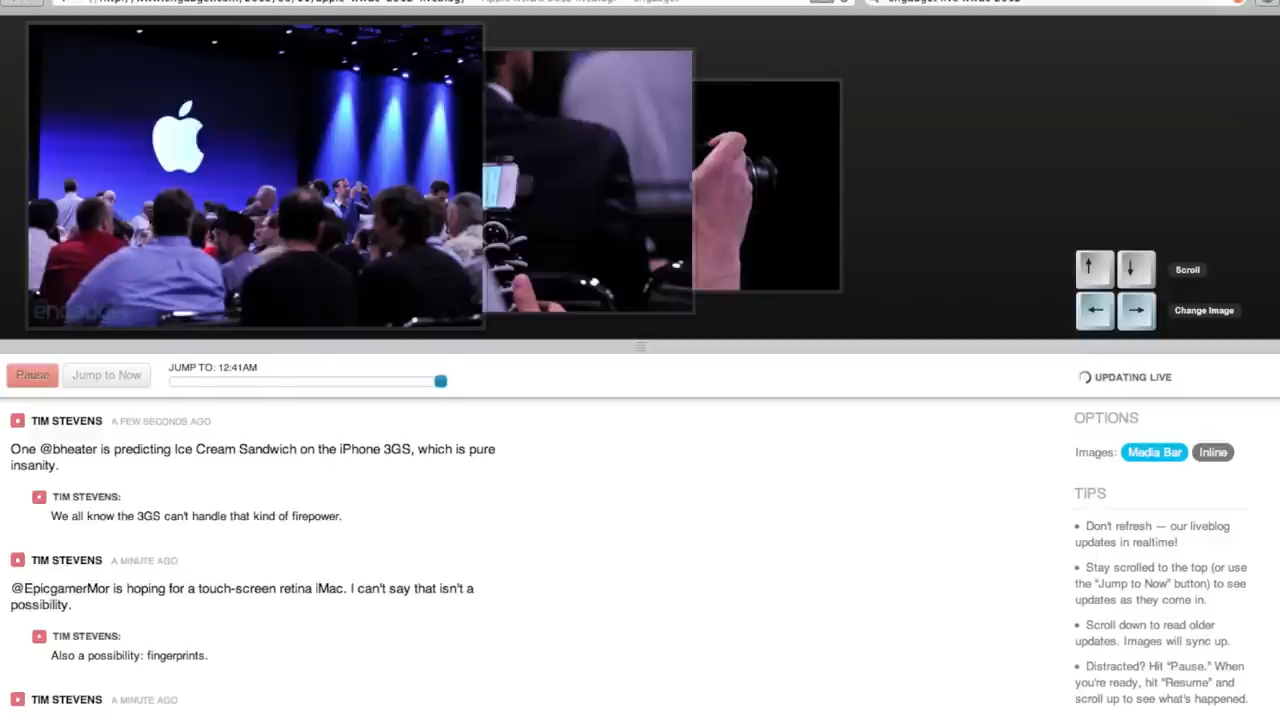 engadget
Scroll
Change Image
Pause
Jump to Now
JUMP TO: 12:41AM
UPDATING LIVE
TIM STEVENS A FEW SECONDS AGO
One @bheater is predicting Ice Cream Sandwich on the iPhone 3GS, which is pure
insanity.
TIM STEVENS:
We all know the 3GS can't handle that kind of firepower.
TIM STEVENS A MINUTE AGO
@EpicgamerMor is hoping for a touch-screen retina iMac. I can't say that isn't a
possibility.
TIM STEVENS:
Also a possibility: fingerprints.
TIM STEVENS A MINUTE AGO
OPTIONS
Images: Media Bar Inline
TIPS
• Don't refresh — our liveblog
updates in realtime!
• Stay scrolled to the top (or use
the "Jump to Now" button) to see
updates as they come in.
• Scroll down to read older
updates. Images will sync up.
• Distracted? Hit "Pause." When
you're ready, hit "Resume" and
scroll up to see what's happened.